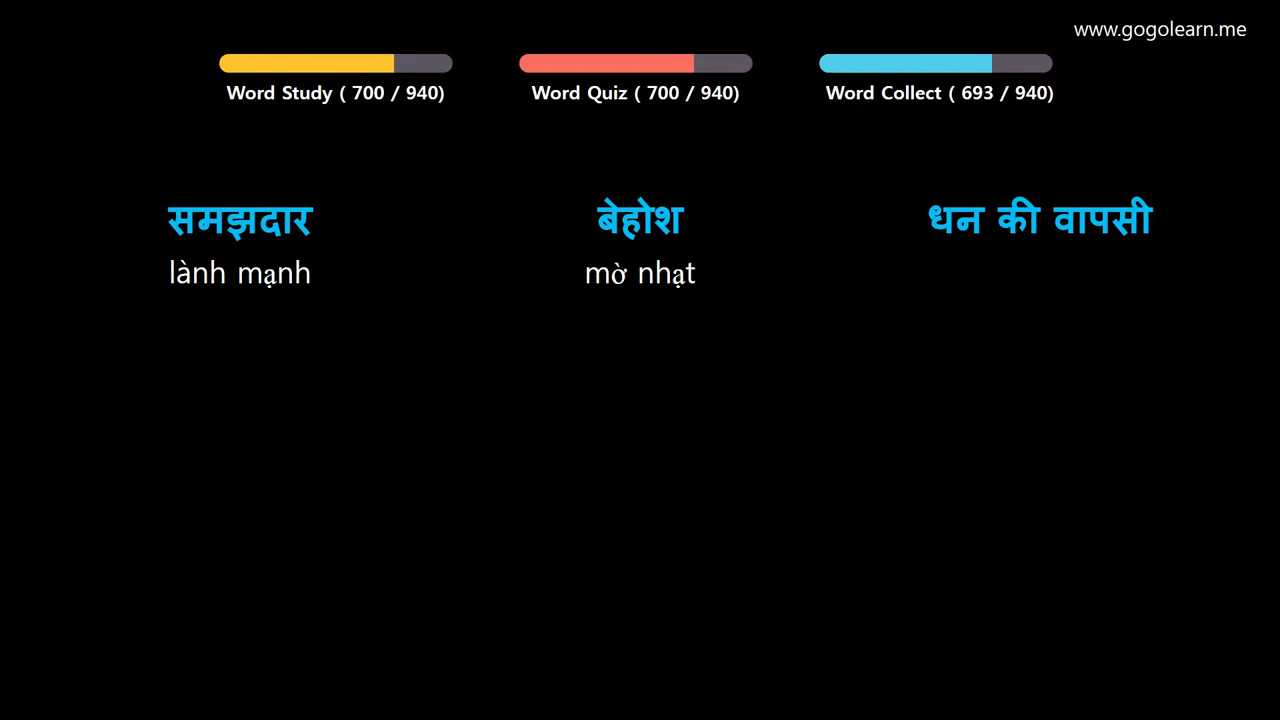 www.gogolearn.me
Word Study ( 700 / 940)
Word Quiz ( 700 / 940)
Word Collect ( 693 / 940)
समझदार
lành mạnh
बेहोश
mờ nhạt
धन की वापसी